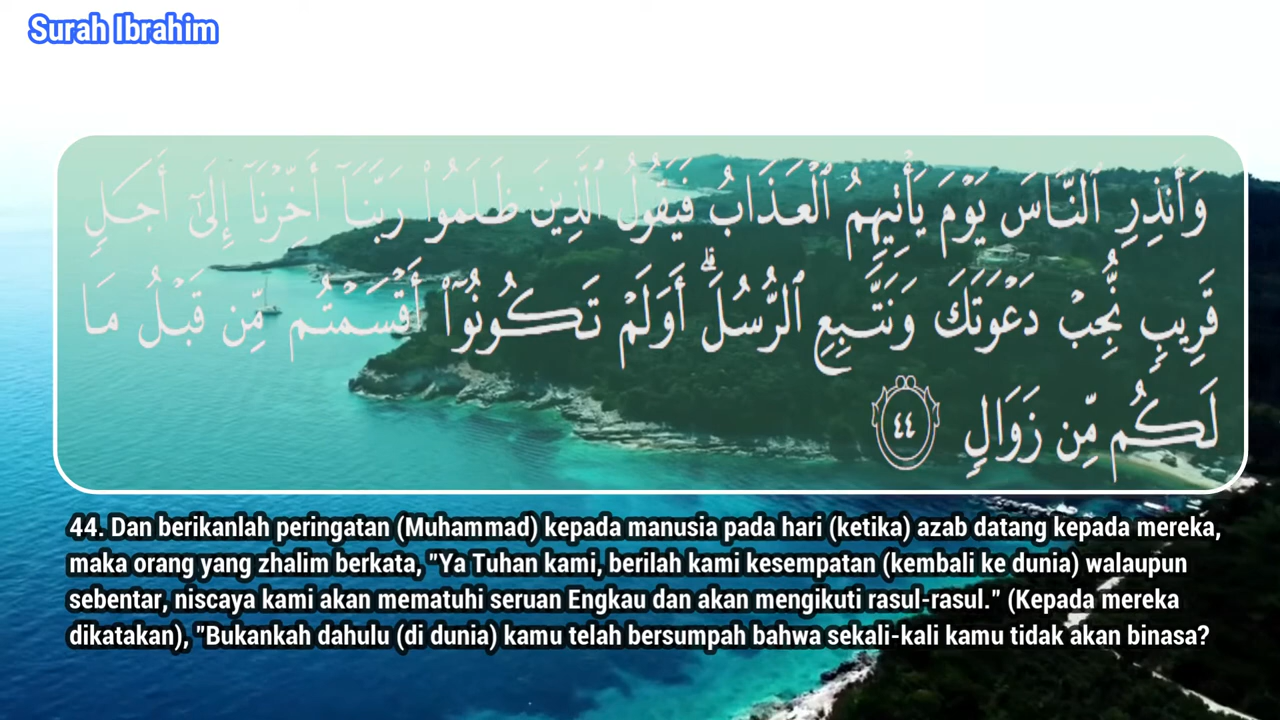 Surah Ibrahim
وَأَنذِرِ ٱلنَّاسَ يَوْمَ يَأْتِيهِمُ ٱلْعَذَابُ فَيَقُولُ ٱلَّذِينَ ظَلَمُوا۟ رَبَّنَآ أَخِّرْنَآ إِلَىٰٓ أَجَلٍ
قَرِيبٍ نُّجِبْ دَعْوَتَكَ وَنَتَّبِعِ ٱلرُّسُلَ ۗ أَوَلَمْ تَكُونُوٓا۟ أَقْسَمْتُم مِّن قَبْلُ مَا
لَكُم مِّن زَوَالٍ ٤٤
44. Dan berikanlah peringatan (Muhammad) kepada manusia pada hari (ketika) azab datang kepada mereka,
maka orang yang zhalim berkata, "Ya Tuhan kami, berilah kami kesempatan (kembali ke dunia) walaupun
sebentar, niscaya kami akan mematuhi seruan Engkau dan akan mengikuti rasul-rasul." (Kepada mereka
dikatakan), "Bukankah dahulu (di dunia) kamu telah bersumpah bahwa sekali-kali kamu tidak akan binasa?